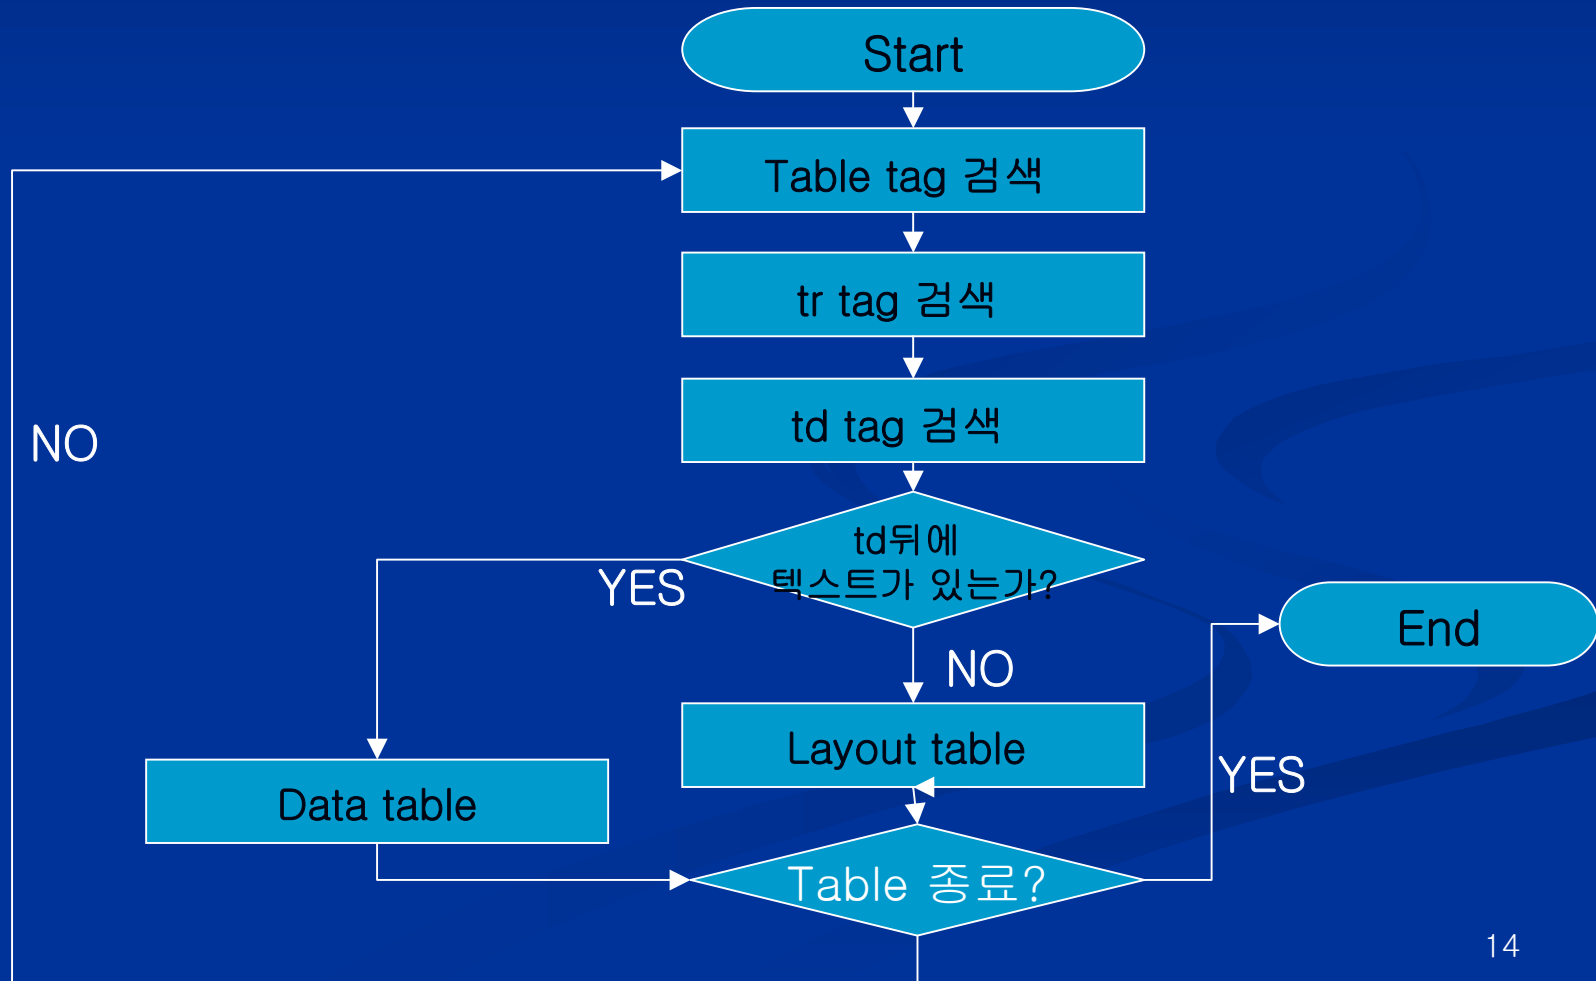 Start
Table tag 검색
tr tag 검색
td tag 검색
NO
td뒤에
텍스트가 있는가?
YES
NO
End
Layout table
YES
Data table
Table 종료?
14